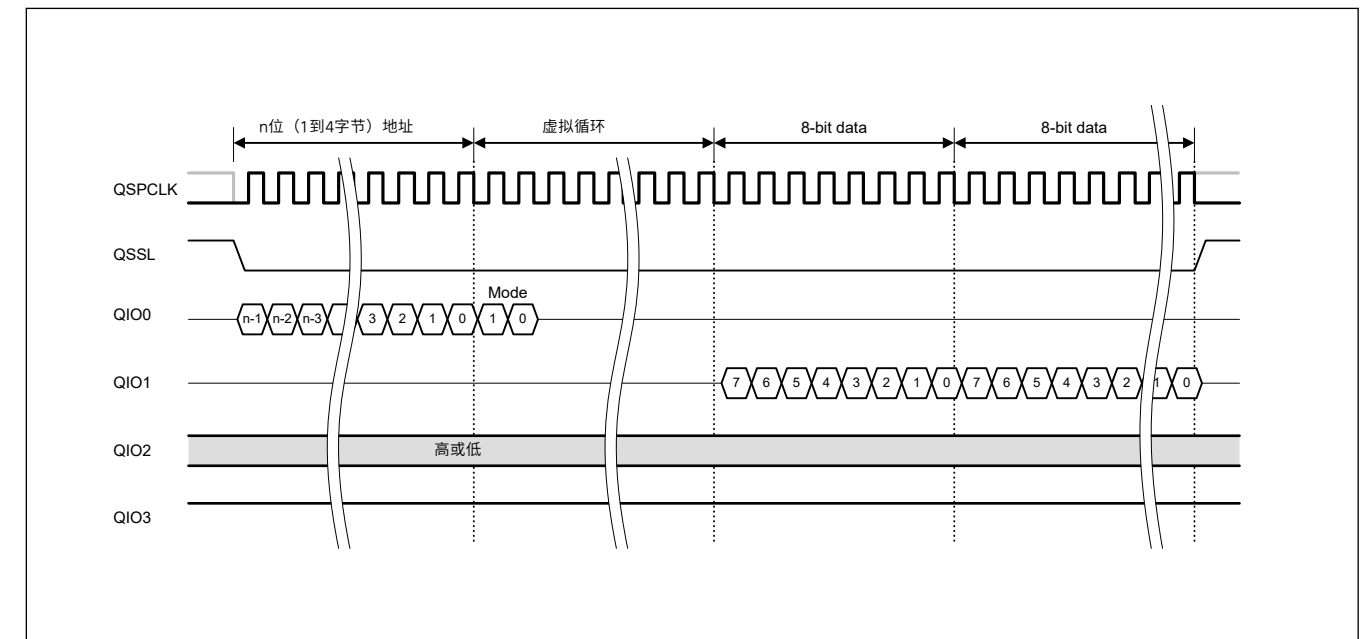 n位（1到4字节）地址 虚拟循环 8-bit data 8-bit data
QSPCLK
QSSL
Mode
QIO0 n-1 n-2 n-3 3 2 1 0 1 0
QIO1 7 6 5 4 3 2 1 0 7 6 5 4 3 2 1 0
QIO2 高或低
QIO3